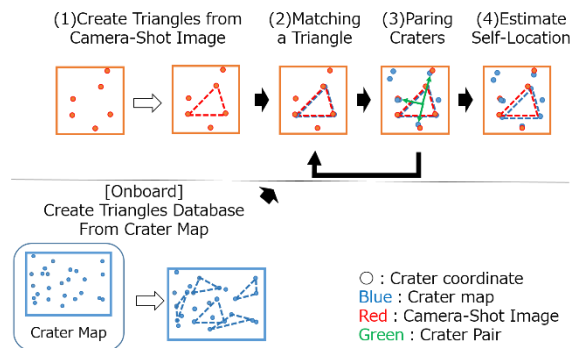 (1)Create Triangles from
Camera-Shot Image
(2)Matching
a Triangle
(3)Paring
Craters
(4)Estimate
Self-Location
[Onboard]
Create Triangles Database
From Crater Map
Crater Map
○ : Crater coordinate
Blue : Crater map
Red : Camera-Shot Image
Green : Crater Pair